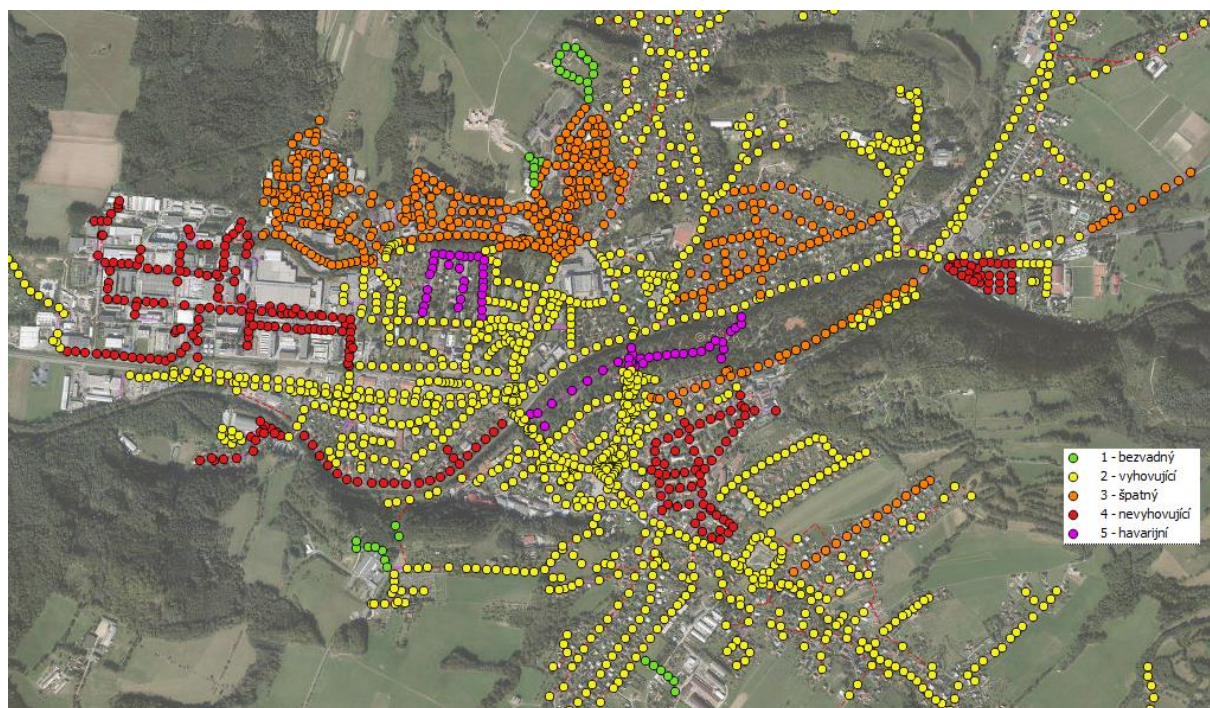 1 - bezvadný
2 - vyhovující
3 - špatný
4 - nevyhovující
5 - havarijní